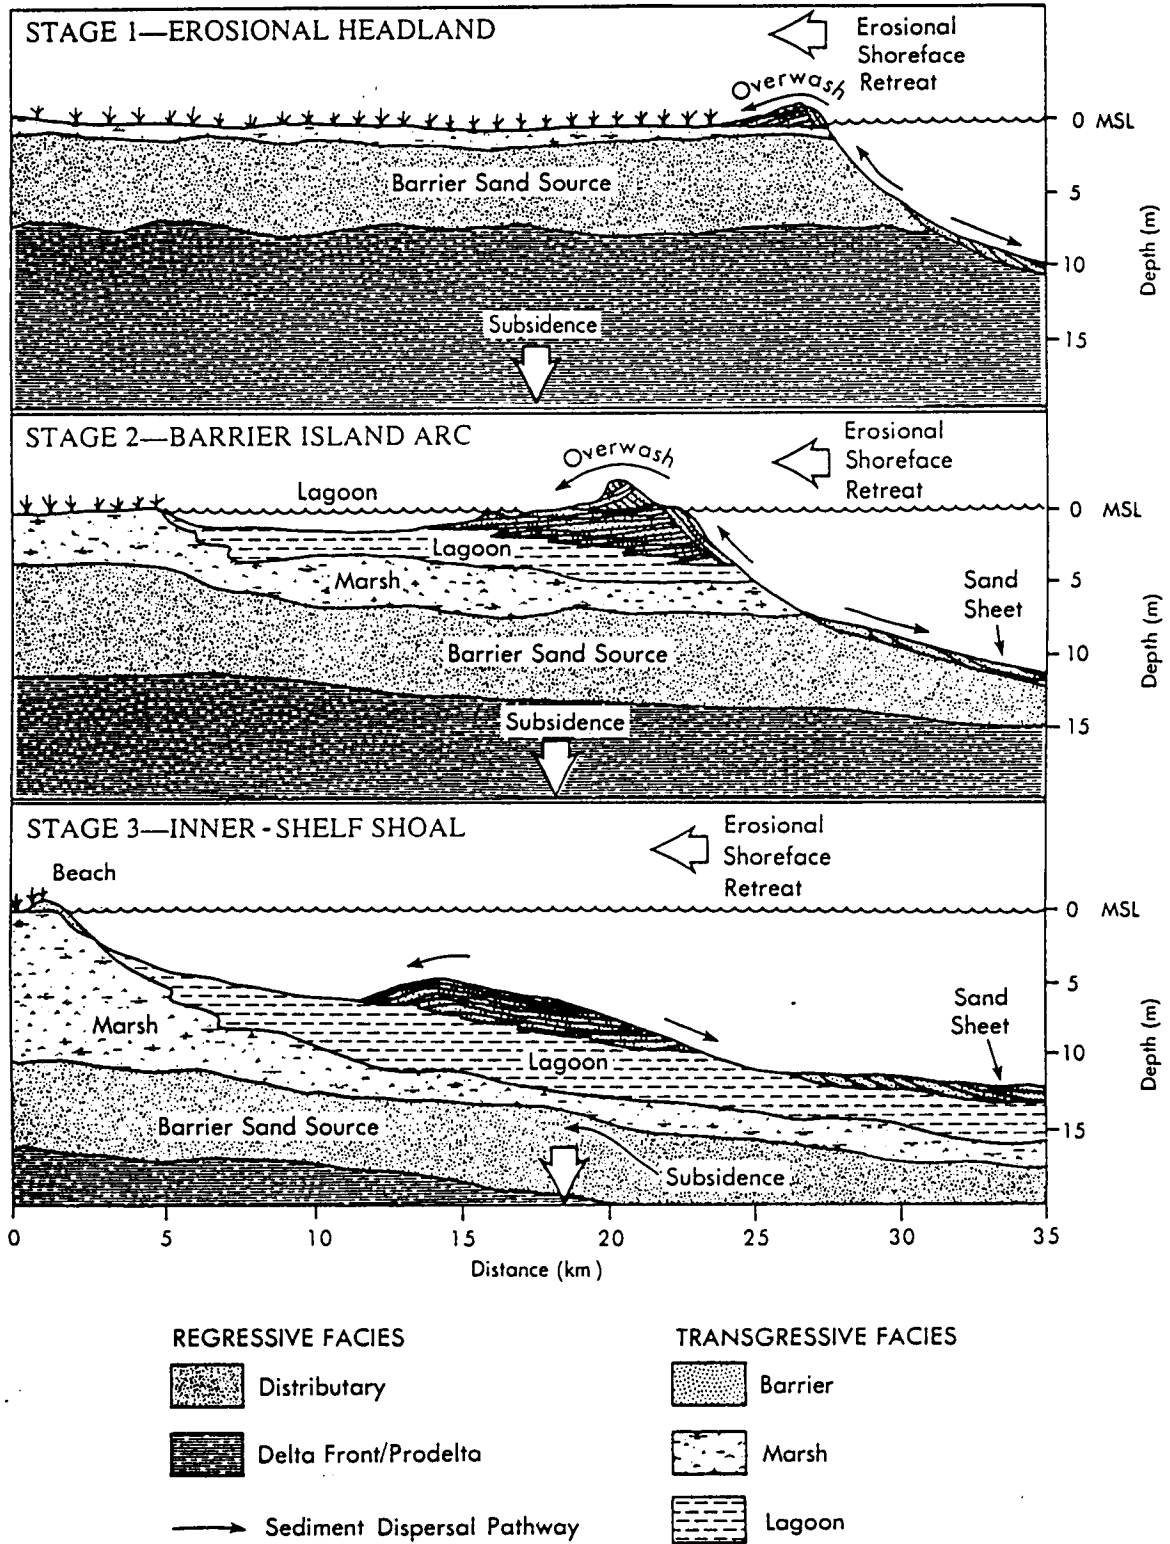 STAGE 1—EROSIONAL HEADLAND
Erosional
Shoreface
Retreat
Overwash
0 MSL
Barrier Sand Source
5
10
Subsidence
15
Depth (m)
STAGE 2—BARRIER ISLAND ARC
Erosional
Shoreface
Retreat
Overwash
Lagoon
0 MSL
Lagoon
Marsh
5
Sand
Sheet
Barrier Sand Source
10
Subsidence
15
Depth (m)
STAGE 3—INNER-SHELF SHOAL
Erosional
Shoreface
Retreat
Beach
0 MSL
5
Sand
Sheet
Marsh
Lagoon
10
Barrier Sand Source
15
Subsidence
Depth (m)
0 5 10 15 20 25 30 35
Distance (km)
REGRESSIVE FACIES
Distributary
Delta Front/Prodelta
Sediment Dispersal Pathway
TRANSGRESSIVE FACIES
Barrier
Marsh
Lagoon